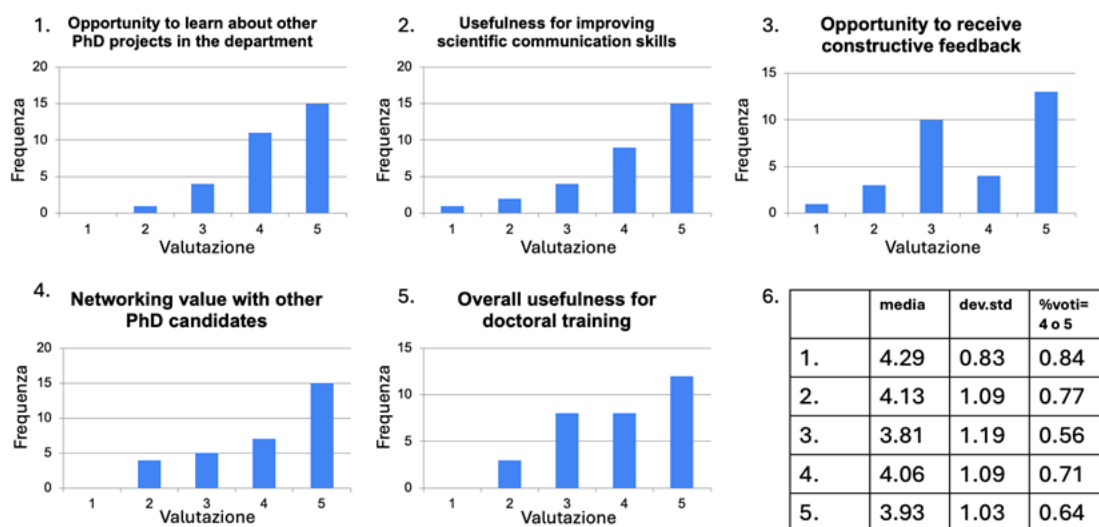 1. Opportunity to learn about other
PhD projects in the department
20
15
10
5
0
Frequenza
1 2 3 4 5
Valutazione
2. Usefulness for improving
scientific communication skills
20
15
10
5
0
Frequenza
1 2 3 4 5
Valutazione
3. Opportunity to receive
constructive feedback
15
10
5
0
Frequenza
1 2 3 4 5
Valutazione
4. Networking value with other
PhD candidates
20
15
10
5
0
Frequenza
1 2 3 4 5
Valutazione
5. Overall usefulness for
doctoral training
15
10
5
0
Frequenza
1 2 3 4 5
Valutazione
6.
media dev.std %voti=
4 o 5
1. 4.29 0.83 0.84
2. 4.13 1.09 0.77
3. 3.81 1.19 0.56
4. 4.06 1.09 0.71
5. 3.93 1.03 0.64